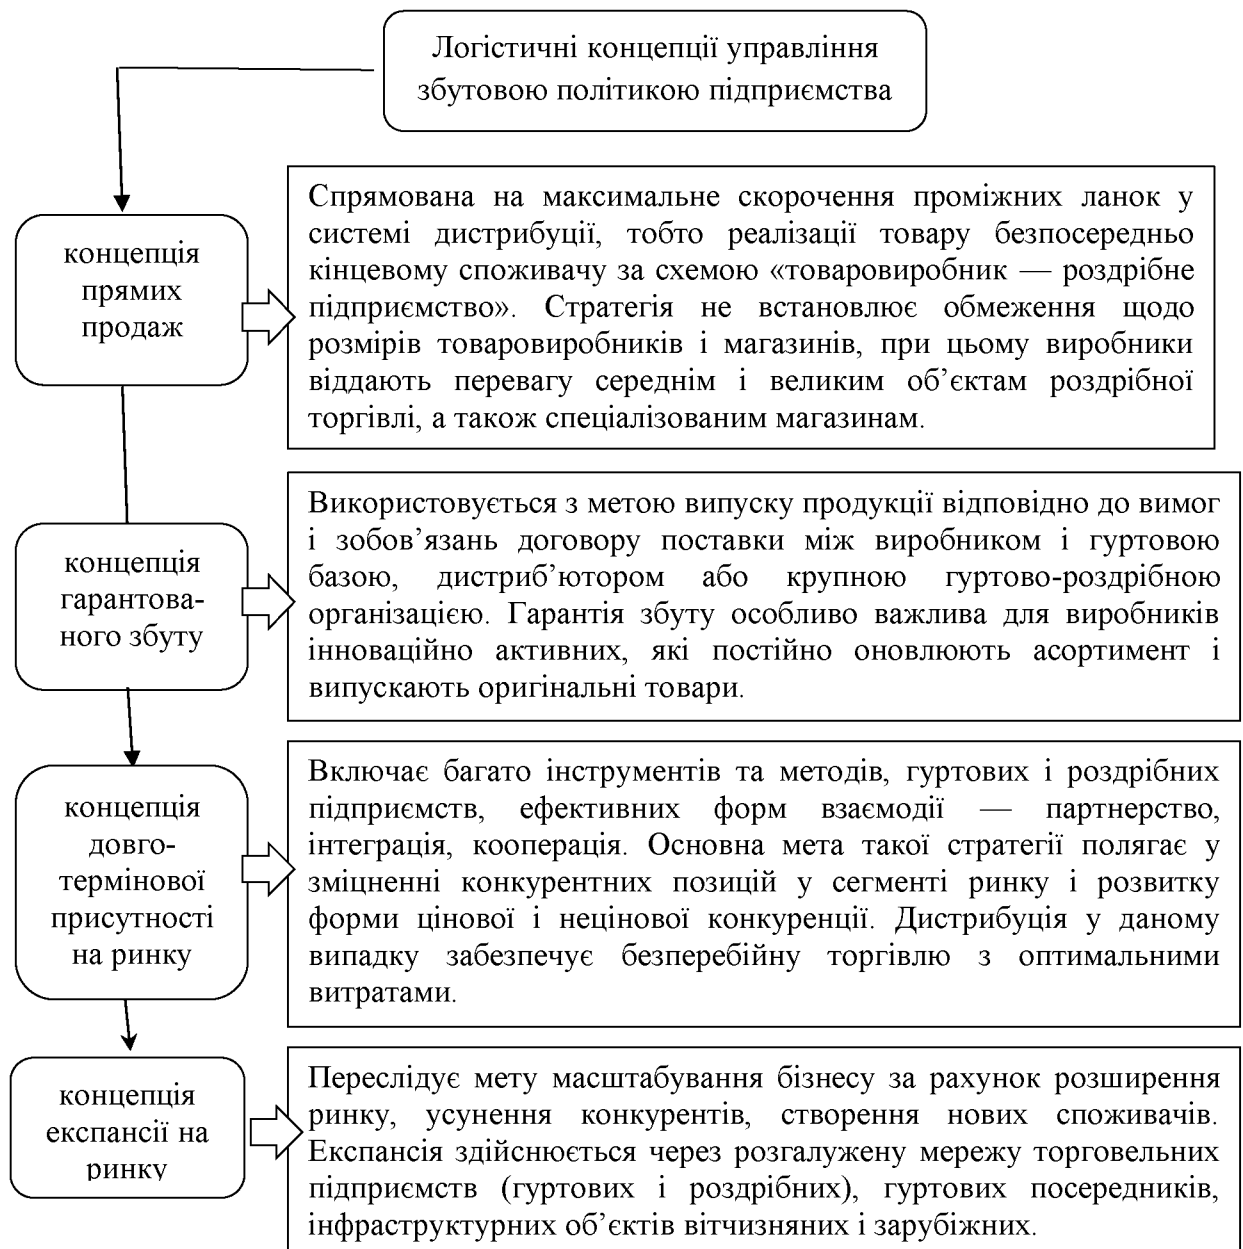 Логістичні концепції управління
збутовою політикою підприємства
концепція
прямих
продаж
Спрямована на максимальне скорочення проміжних ланок у
системі дистрибуції, тобто реалізації товару безпосередньо
кінцевому споживачу за схемою «товаровиробник — роздрібне
підприємство». Стратегія не встановлює обмеження щодо
розмірів товаровиробників і магазинів, при цьому виробники
віддають перевагу середнім і великим об’єктам роздрібної
торгівлі, а також спеціалізованим магазинам.
концепція
гарантова-
ного збуту
Використовується з метою випуску продукції відповідно до вимог
і зобов’язань договору поставки між виробником і гуртовою
базою, дистриб’ютором або крупною гуртово-роздрібною
організацією. Гарантія збуту особливо важлива для виробників
інноваційно активних, які постійно оновлюють асортимент і
випускають оригінальні товари.
концепція
довго-
термінової
присутності
на ринку
Включає багато інструментів та методів, гуртових і роздрібних
підприємств, ефективних форм взаємодії — партнерство,
інтеграція, кооперація. Основна мета такої стратегії полягає у
зміцненні конкурентних позицій у сегменті ринку і розвитку
форми цінової і нецінової конкуренції. Дистрибуція у даному
випадку забезпечує безперебійну торгівлю з оптимальними
витратами.
концепція
експансії на
ринку
Переслідує мету масштабування бізнесу за рахунок розширення
ринку, усунення конкурентів, створення нових споживачів.
Експансія здійснюється через розгалужену мережу торговельних
підприємств (гуртових і роздрібних), гуртових посередників,
інфраструктурних об’єктів вітчизняних і зарубіжних.